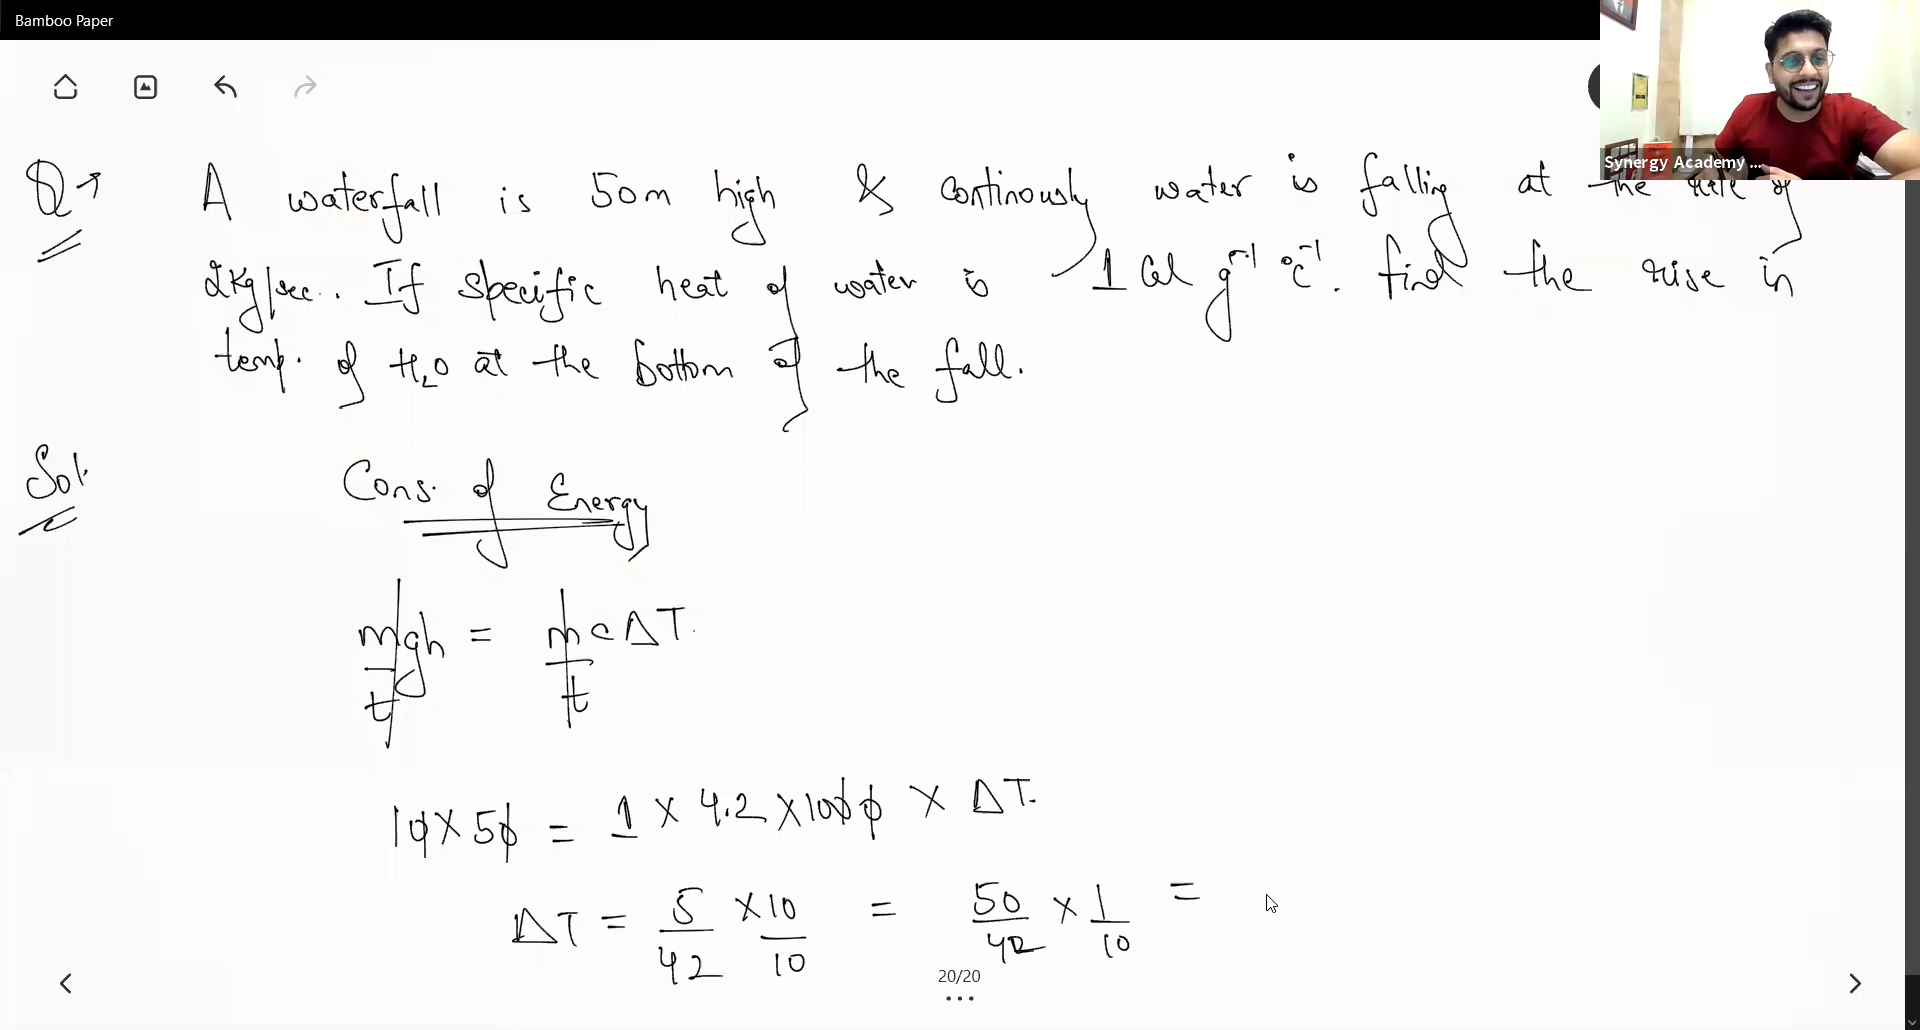 Bamboo Paper
Synergy Academy ...
Q→ A waterfall is 50m high & continously water is falling at the rate of
2kg/sec. If specific heat of water is 1 Cal g⁻¹ °C⁻¹. find the rise in
temp. of H₂O at the bottom of the fall.
Sol.
Cons. of Energy
m/t gh = m/t c ΔT.
10 × 50 = 1 × 4.2 × 1000 × ΔT.
ΔT = 5/42 × 10/10 = 50/42 × 1/10 =
20/20